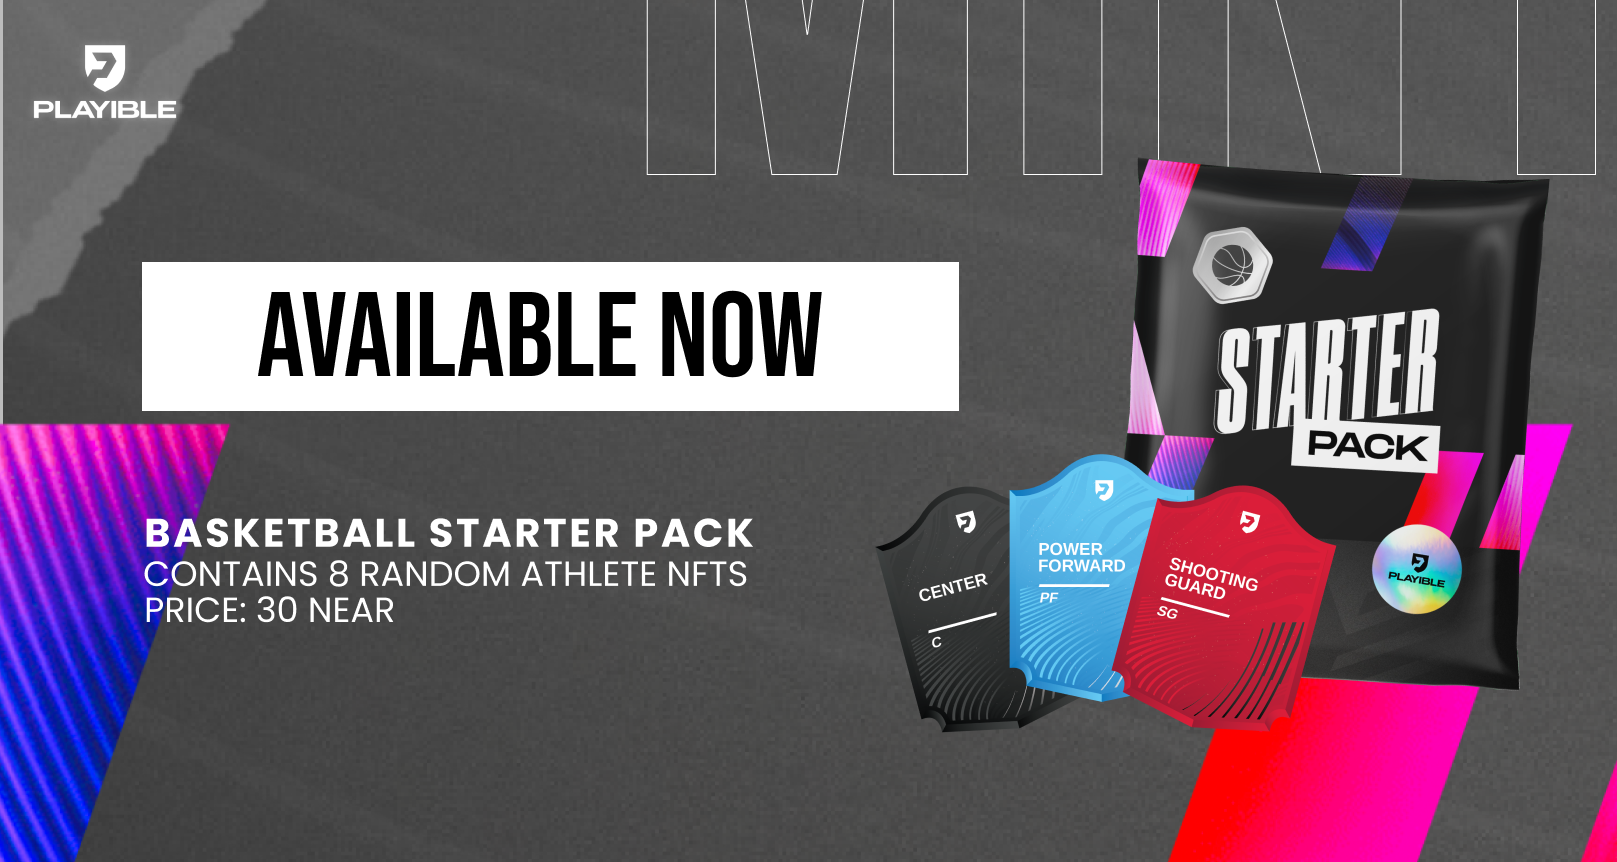 PLAYIBLE
AVAILABLE NOW
BASKETBALL STARTER PACK
CONTAINS 8 RANDOM ATHLETE NFTS
PRICE: 30 NEAR
STARTER
PACK
PLAYIBLE
CENTER
C
POWER
FORWARD
PF
SHOOTING
GUARD
SG